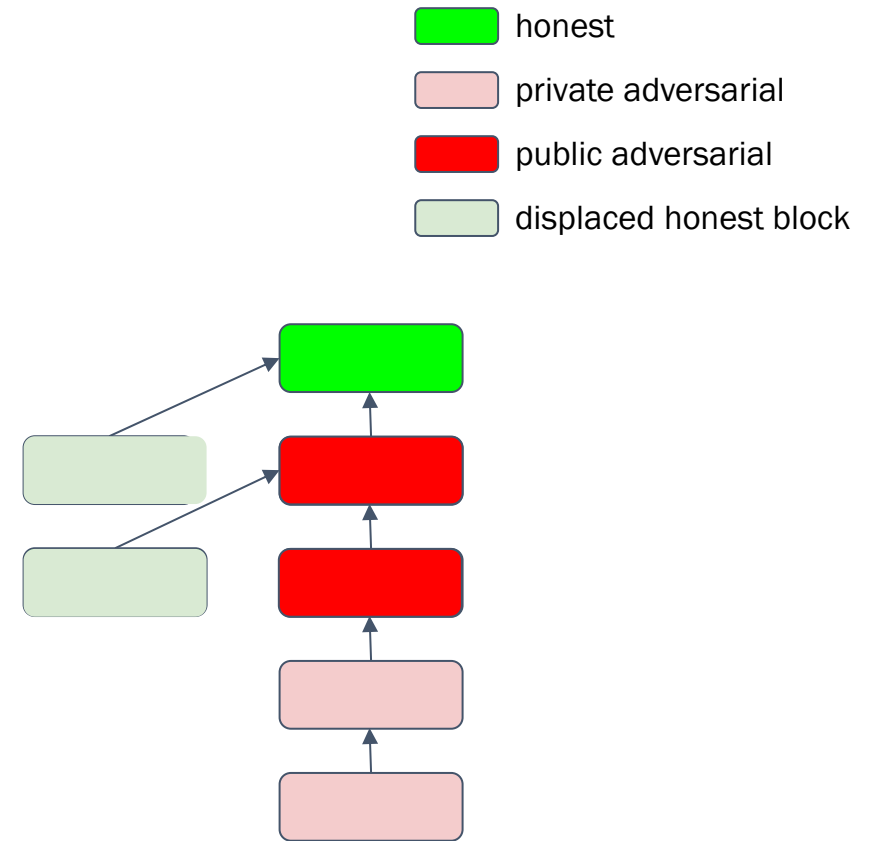 honest
private adversarial
public adversarial
displaced honest block